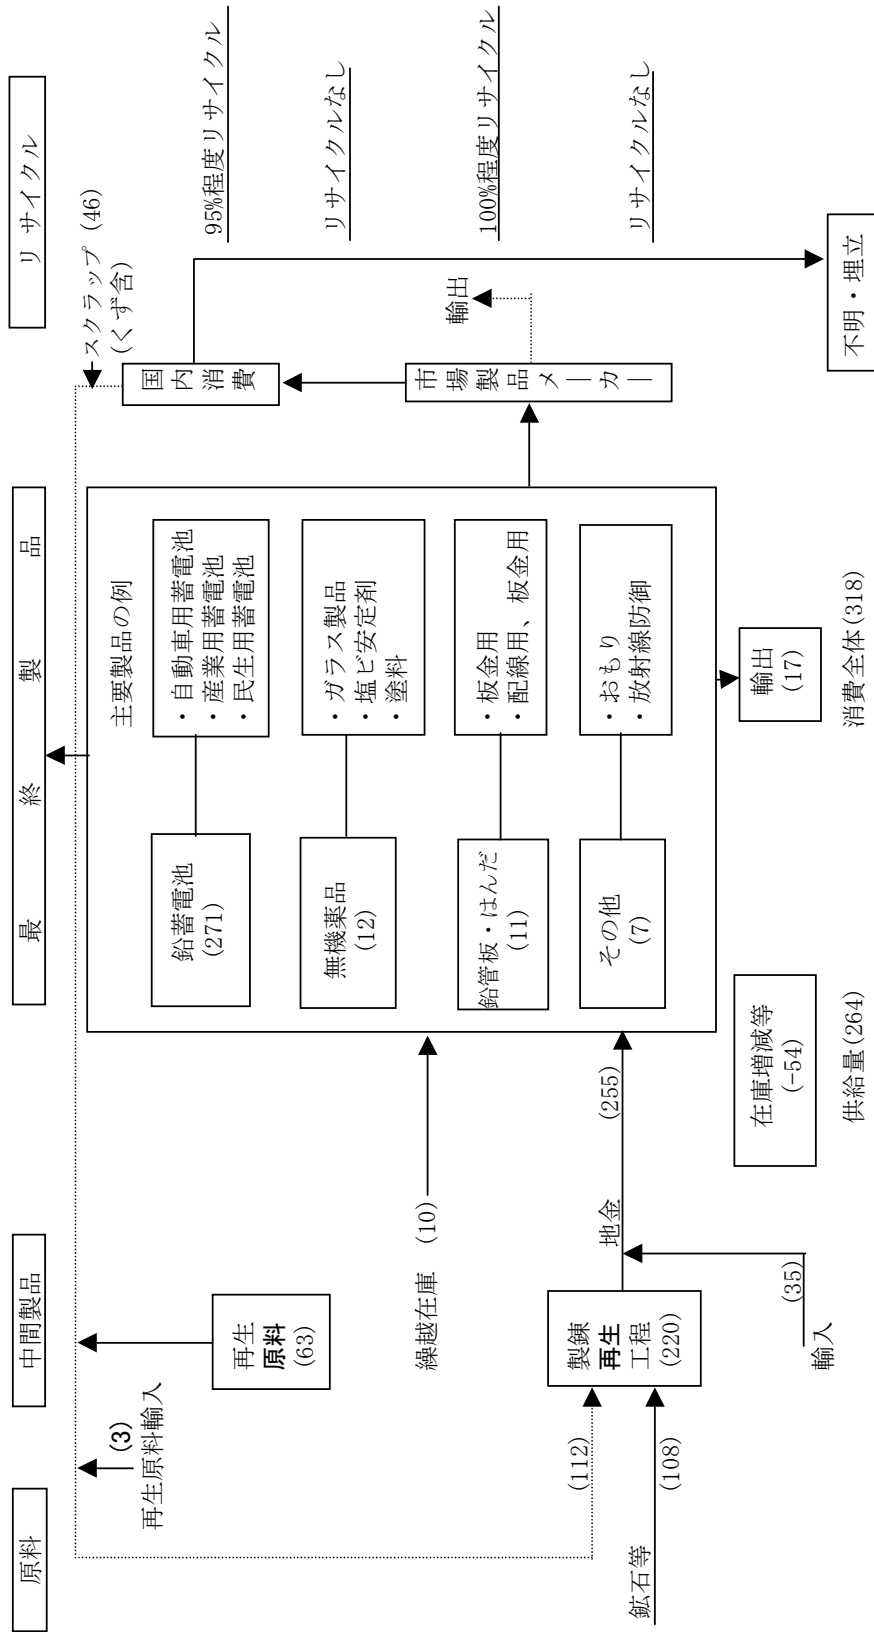 原料
中間製品
最終製品
リサイクル
(3)
再生原料輸入
再生
原料
(63)
スクラップ (46)
(くず含)
主要製品の例
鉛蓄電池
(271)
・自動車用蓄電池
・産業用蓄電池
・民生用蓄電池
国内消費
95%程度リサイクル
無機薬品
(12)
・ガラス製品
・塩ビ安定剤
・塗料
リサイクルなし
繰越在庫 (10)
鉛管板・はんだ
(11)
・板金用
・配線用、板金用
市場製品メーカー
輸出
100%程度リサイクル
その他
(7)
・おもり
・放射線防御
リサイクルなし
(112)
鉱石等
(108)
製錬
再生
工程
(220)
地金
(255)
輸入
(35)
在庫増減等
(-54)
輸出
(17)
不明・埋立
供給量(264)
消費全体(318)